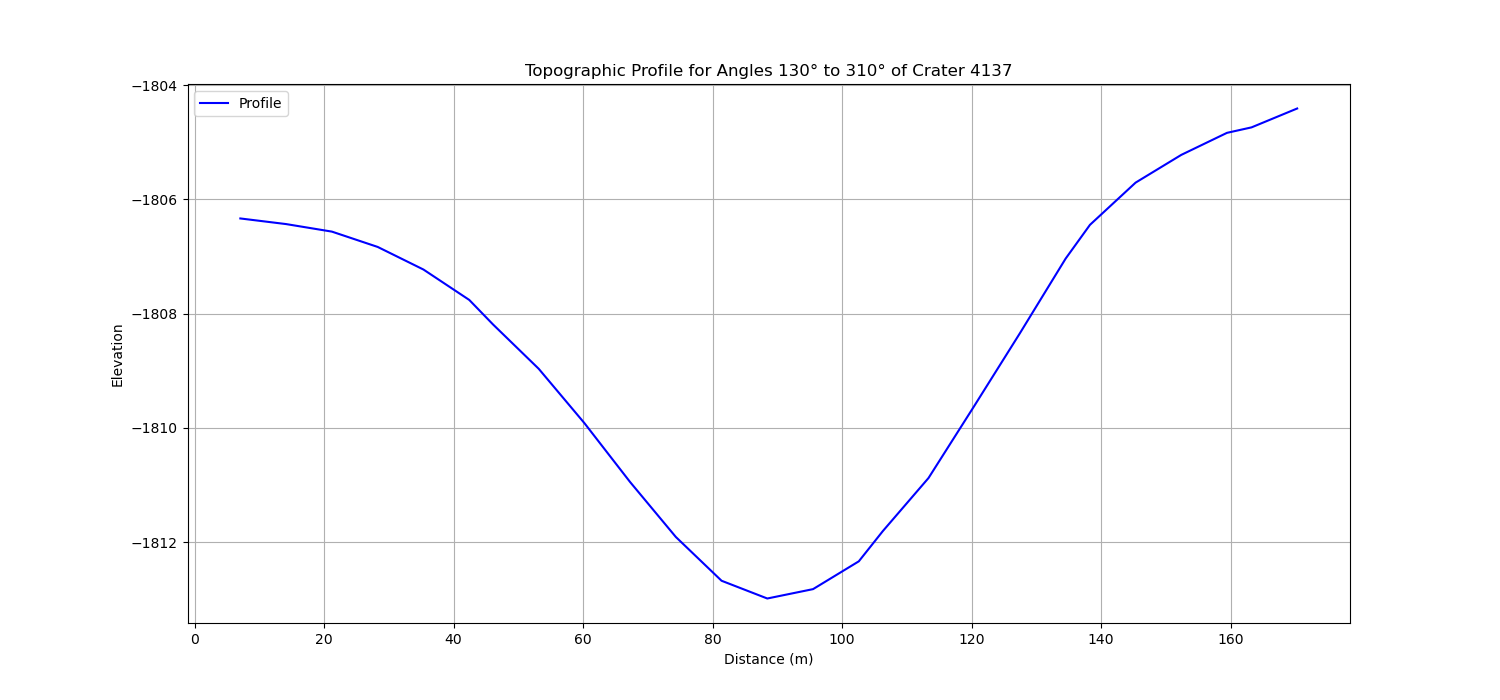 Topographic Profile for Angles 130° to 310° of Crater 4137
Profile
Elevation
−1804
−1806
−1808
−1810
−1812
0 20 40 60 80 100 120 140 160
Distance (m)